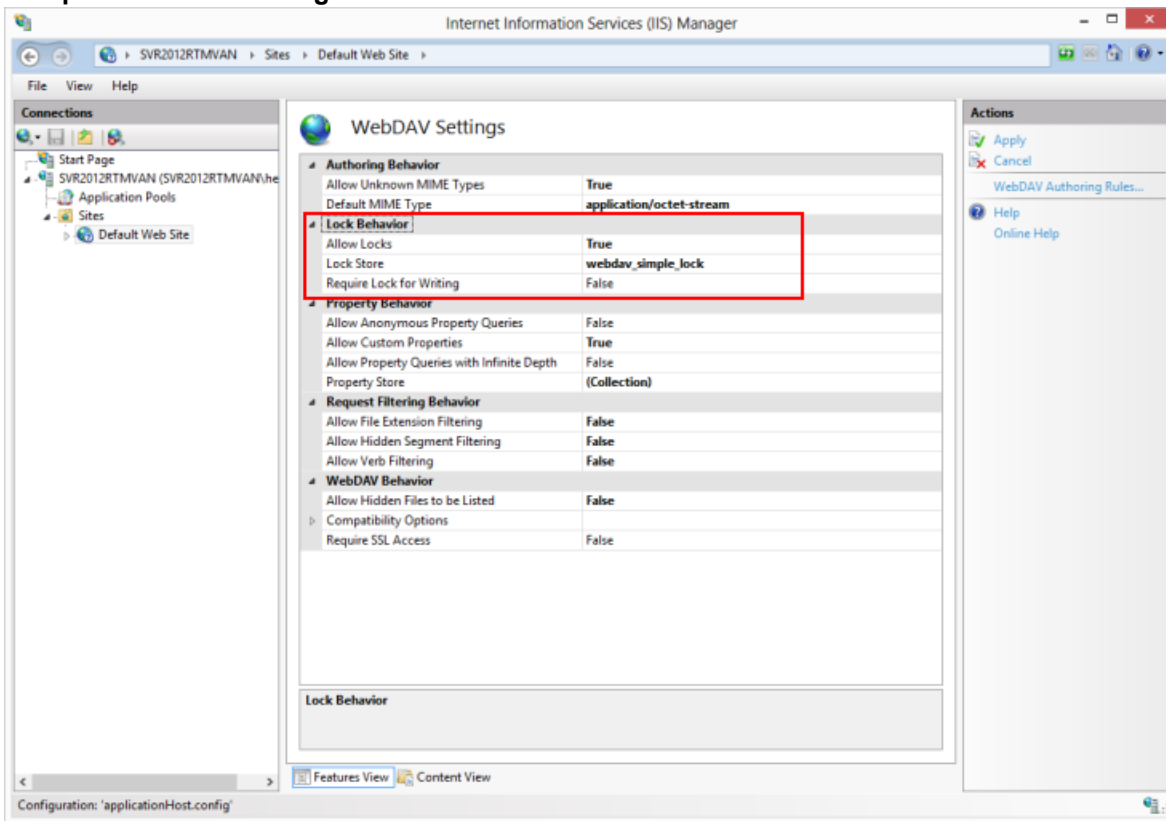 Internet Information Services (IIS) Manager
SVR2012RTMVAN Sites Default Web Site
File View Help
Connections
Start Page
SVR2012RTMVAN (SVR2012RTMVAN\he
Application Pools
Sites
Default Web Site
WebDAV Settings
Authoring Behavior
Allow Unknown MIME Types True
Default MIME Type application/octet-stream
Lock Behavior
Allow Locks True
Lock Store webdav_simple_lock
Require Lock for Writing False
Property Behavior
Allow Anonymous Property Queries False
Allow Custom Properties True
Allow Property Queries with Infinite Depth False
Property Store (Collection)
Request Filtering Behavior
Allow File Extension Filtering False
Allow Hidden Segment Filtering False
Allow Verb Filtering False
WebDAV Behavior
Allow Hidden Files to be Listed False
Compatibility Options
Require SSL Access False
Lock Behavior
Features View Content View
Actions
Apply
Cancel
WebDAV Authoring Rules...
Help
Online Help
Configuration: 'applicationHost.config'